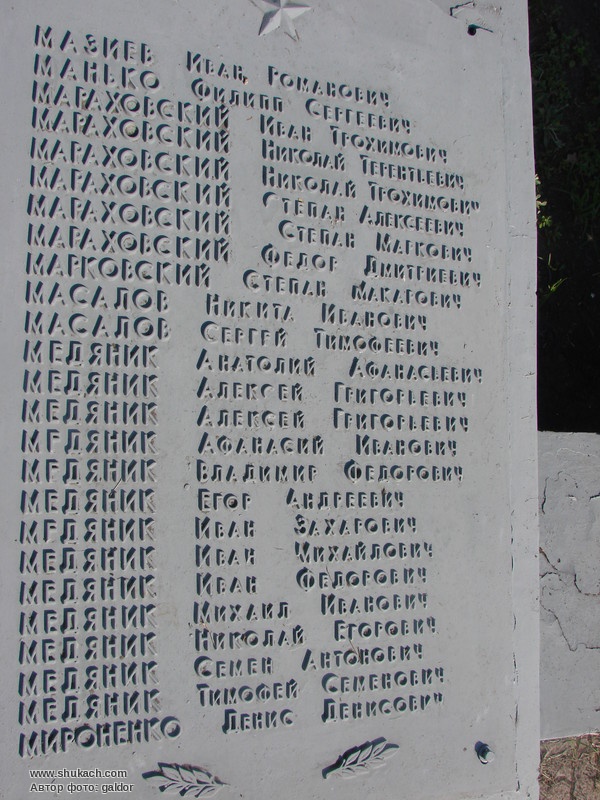 МАЗИЕВ ИВАН РОМАНОВИЧ
МАНЬКО ФИЛИПП СЕРГЕЕВИЧ
МАРАХОВСКИЙ ИВАН ТРОХИМОВИЧ
МАРАХОВСКИЙ НИКОЛАЙ ТЕРЕНТЬЕВИЧ
МАРАХОВСКИЙ НИКОЛАЙ ТРОХИМОВИЧ
МАРАХОВСКИЙ СТЕПАН АЛЕКСЕЕВИЧ
МАРАХОВСКИЙ СТЕПАН МАРКОВИЧ
МАРАХОВСКИЙ ФЕДОР ДМИТРИЕВИЧ
МАРКОВСКИЙ СТЕПАН МАКАРОВИЧ
МАСАЛОВ НИКИТА ИВАНОВИЧ
МАСАЛОВ СЕРГЕЙ ТИМОФЕЕВИЧ
МЕДЯНИК АНАТОЛИЙ АФАНАСЬЕВИЧ
МЕДЯНИК АЛЕКСЕЙ ГРИГОРЬЕВИЧ
МЕДЯНИК АЛЕКСЕЙ ГРИГОРЬЕВИЧ
МЕДЯНИК АФАНАСИЙ ИВАНОВИЧ
МЕДЯНИК ВЛАДИМИР ФЕДОРОВИЧ
МЕДЯНИК ЕГОР АНДРЕЕВИЧ
МЕДЯНИК ИВАН ЗАХАРОВИЧ
МЕДЯНИК ИВАН МИХАЙЛОВИЧ
МЕДЯНИК ИВАН ФЕДОРОВИЧ
МЕДЯНИК МИХАИЛ ИВАНОВИЧ
МЕДЯНИК НИКОЛАЙ ЕГОРОВИЧ
МЕДЯНИК СЕМЕН АНТОНОВИЧ
МЕДЯНИК ТИМОФЕЙ СЕМЕНОВИЧ
МИРОНЕНКО ДЕНИС ДЕНИСОВИЧ
www.shukach.com
Автор фото: galdor